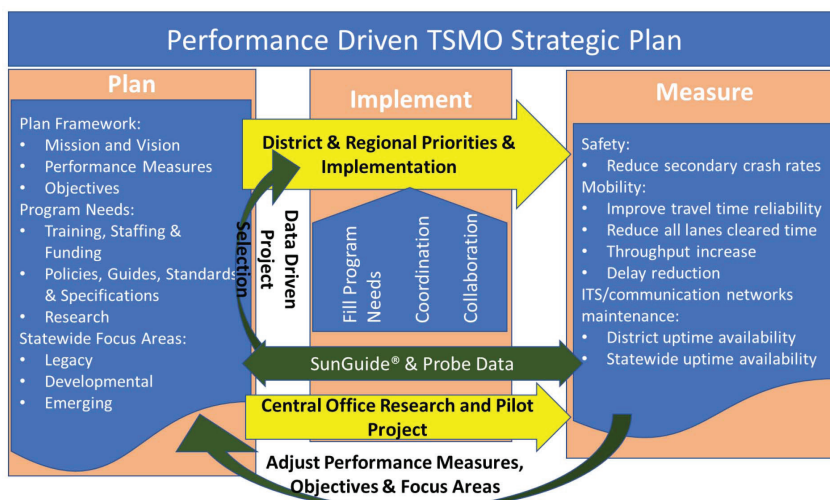 Performance Driven TSMO Strategic Plan
Plan
Plan Framework:
• Mission and Vision
• Performance Measures
• Objectives
Program Needs:
• Training, Staffing &
Funding
• Policies, Guides, Standards
& Specifications
• Research
Statewide Focus Areas:
• Legacy
• Developmental
• Emerging
Implement
District & Regional Priorities &
Implementation
Data Driven
Project
Selection
Fill Program
Needs
Coordination
Collaboration
SunGuide® & Probe Data
Central Office Research and Pilot
Project
Adjust Performance Measures,
Objectives & Focus Areas
Measure
Safety:
• Reduce secondary crash rates
Mobility:
• Improve travel time reliability
• Reduce all lanes cleared time
• Throughput increase
• Delay reduction
ITS/communication networks
maintenance:
• District uptime availability
• Statewide uptime availability